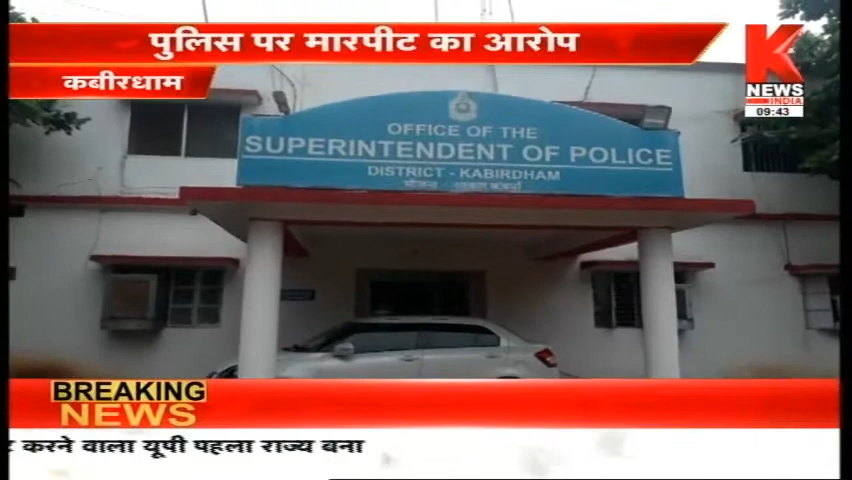 पुलिस पर मारपीट का आरोप
कबीरधाम
K
NEWS
INDIA
09:43
OFFICE OF THE
SUPERINTENDENT OF POLICE
DISTRICT - KABIRDHAM
BREAKING
NEWS
करने वाला यूपी पहला राज्य बना